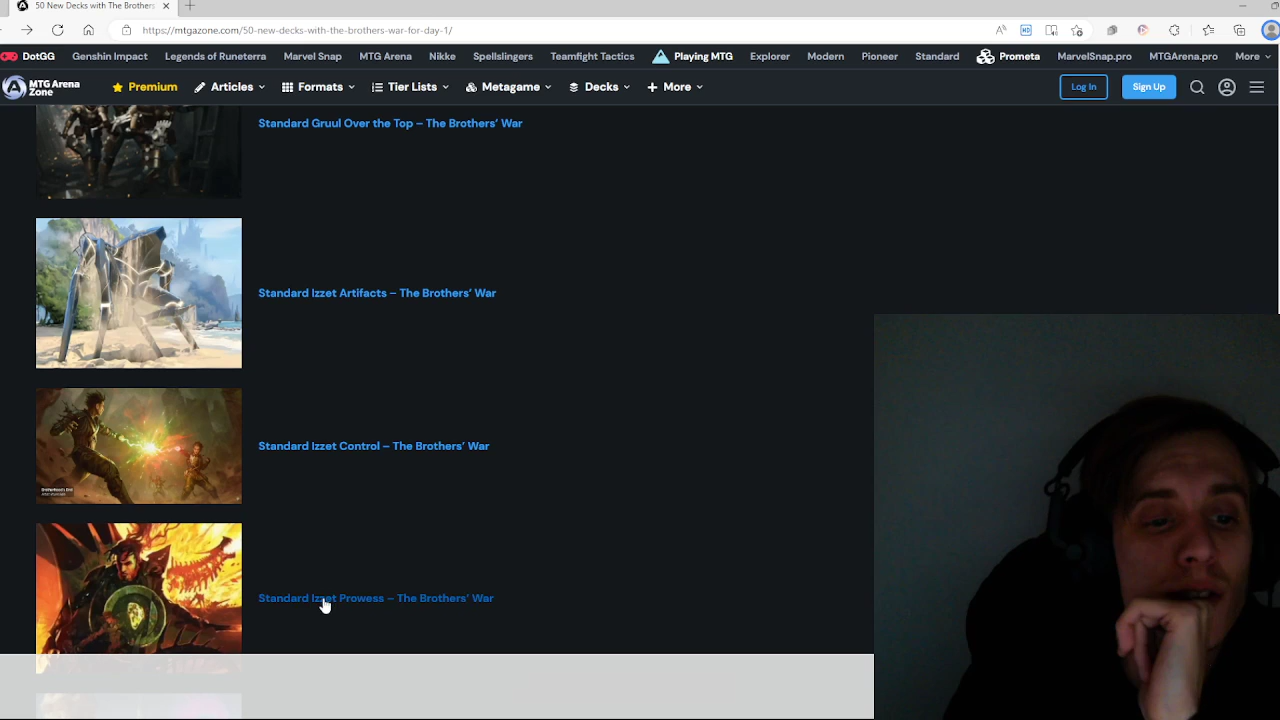 50 New Decks with The Brothers
https://mtgazone.com/50-new-decks-with-the-brothers-war-for-day-1/
DotGG Genshin Impact Legends of Runeterra Marvel Snap MTG Arena Nikke Spellslingers Teamfight Tactics Playing MTG Explorer Modern Pioneer Standard Prometa MarvelSnap.pro MTGArena.pro More
MTG Arena
Zone
Premium Articles Formats Tier Lists Metagame Decks More Log In Sign Up
Standard Gruul Over the Top – The Brothers' War
Standard Izzet Artifacts – The Brothers' War
Standard Izzet Control – The Brothers' War
Brotherhood's End
Standard Izzet Prowess – The Brothers' War